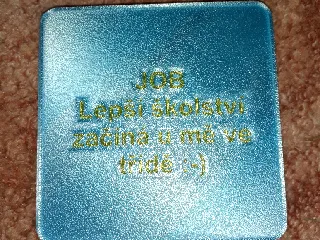 JOB
Lepší školství
začíná u mě ve
třídě :-)